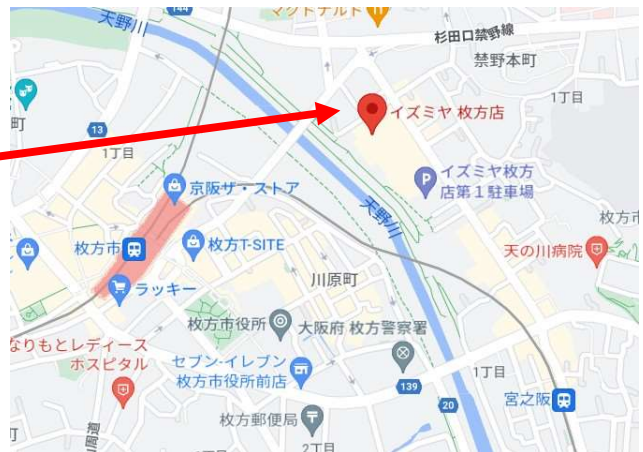 144
マクドナルド
天野川
杉田口禁野線
禁野本町
1丁目
イズミヤ 枚方店
町
13
1丁目
京阪ザ・ストア
P
イズミヤ枚方
店第１駐車場
天野川
枚方市
枚方市
枚方T-SITE
天の川病院
ラッキー
川原町
枚方市役所
大阪府 枚方警察署
なりもとレディース
ホスピタル
セブン-イレブン
枚方市役所前店
1丁目
139
20
宮之阪
枚方郵便局
町
2丁目